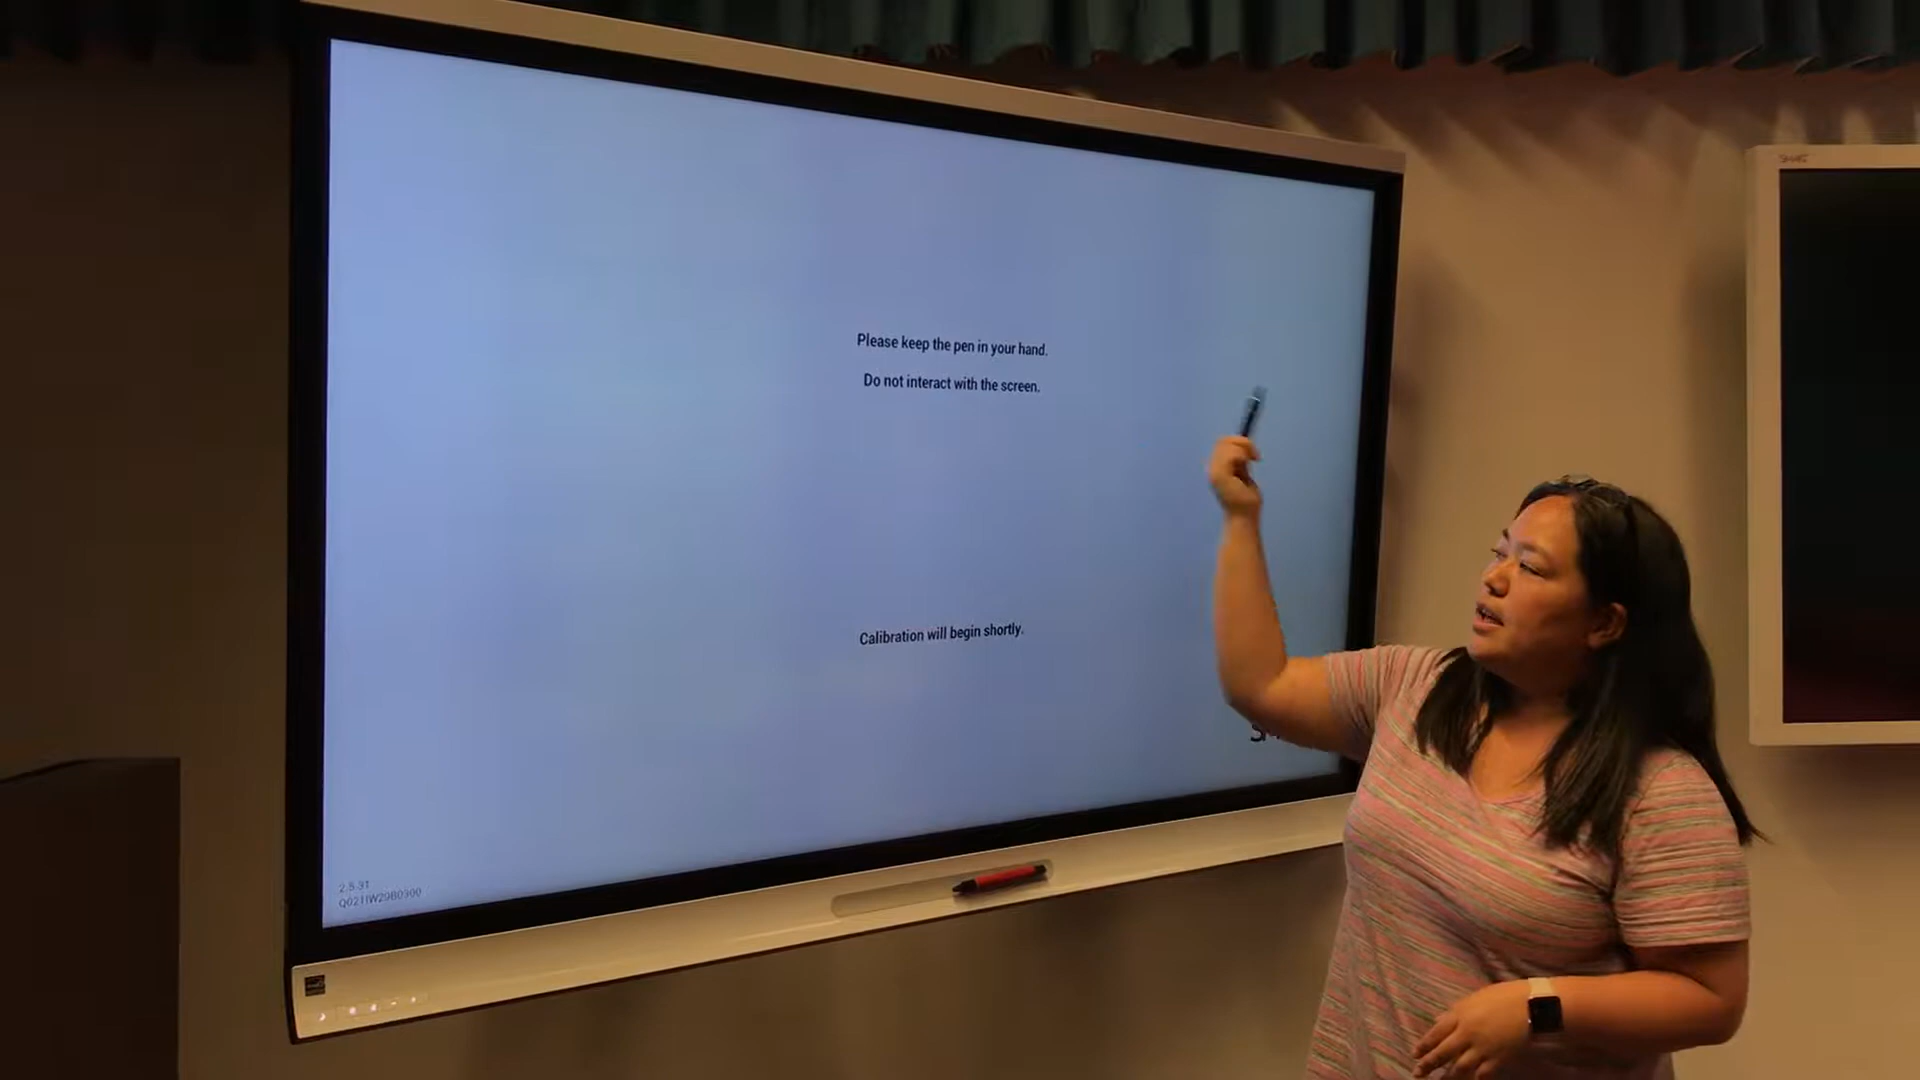 Please keep the pen in your hand.
Do not interact with the screen.
Calibration will begin shortly.
2.5.31
SMART